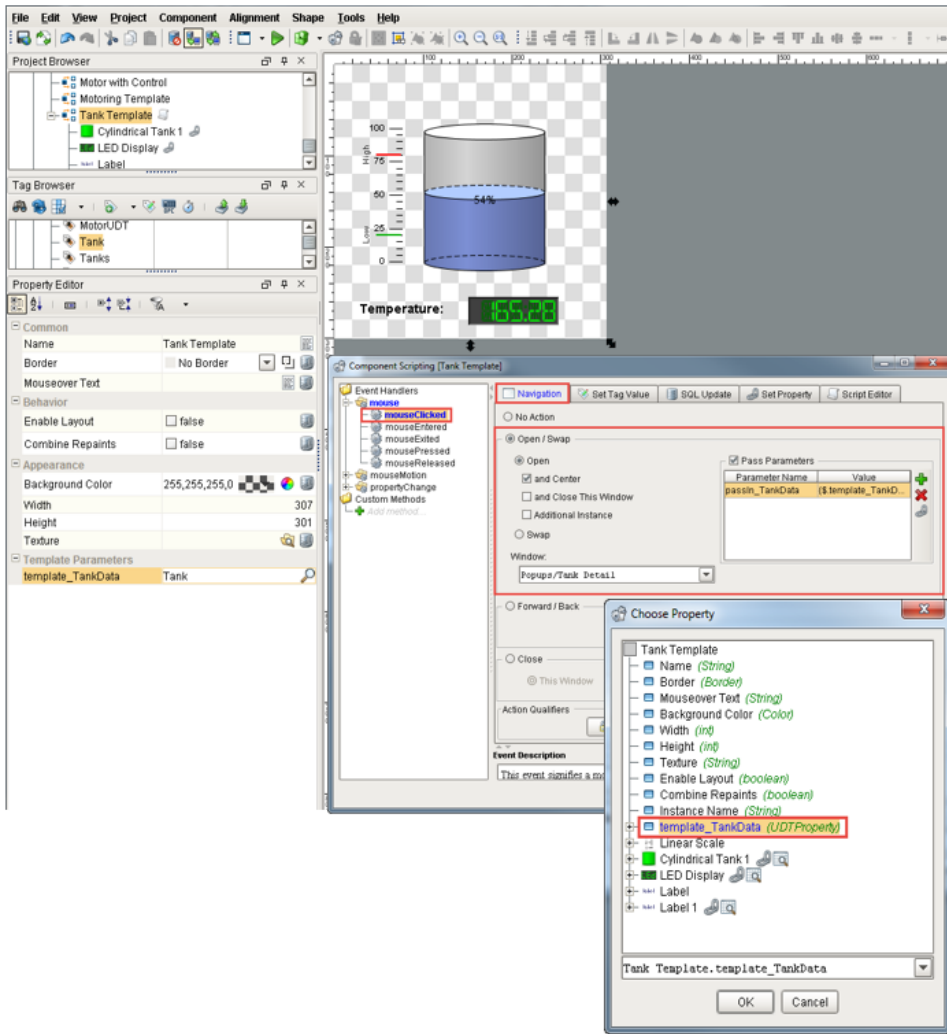 File Edit View Project Component Alignment Shape Tools Help
Project Browser
Motor with Control
Motoring Template
Tank Template
Cylindrical Tank 1
LED Display
Label
Tag Browser
MotorUDT
Tank
Tanks
Property Editor
Common
Name Tank Template
Border No Border
Mouseover Text
Behavior
Enable Layout false
Combine Repaints false
Appearance
Background Color 255,255,255,0
Width 307
Height 301
Texture
Template Parameters
template_TankData Tank
100
High
75
50
54%
25
Low
0
Temperature: 165.28
Component Scripting [Tank Template]
Event Handlers
mouse
mouseClicked
mouseEntered
mouseExited
mousePressed
mouseReleased
mouseMotion
propertyChange
Custom Methods
Add method...
Navigation Set Tag Value SQL Update Set Property Script Editor
No Action
Open / Swap
Open
and Center
and Close This Window
Additional Instance
Swap
Pass Parameters
Parameter Name Value
passIn_TankData ($.template_TankD...
Window:
Popups/Tank Detail
Forward / Back
Close
This Window
Action Qualifiers
Event Description
This event signifies a mo
Choose Property
Tank Template
Name (String)
Border (Border)
Mouseover Text (String)
Background Color (Color)
Width (int)
Height (int)
Texture (String)
Enable Layout (boolean)
Combine Repaints (boolean)
Instance Name (String)
template_TankData (UDTProperty)
Linear Scale
Cylindrical Tank 1
LED Display
Label
Label 1
Tank Template.template_TankData
OK Cancel